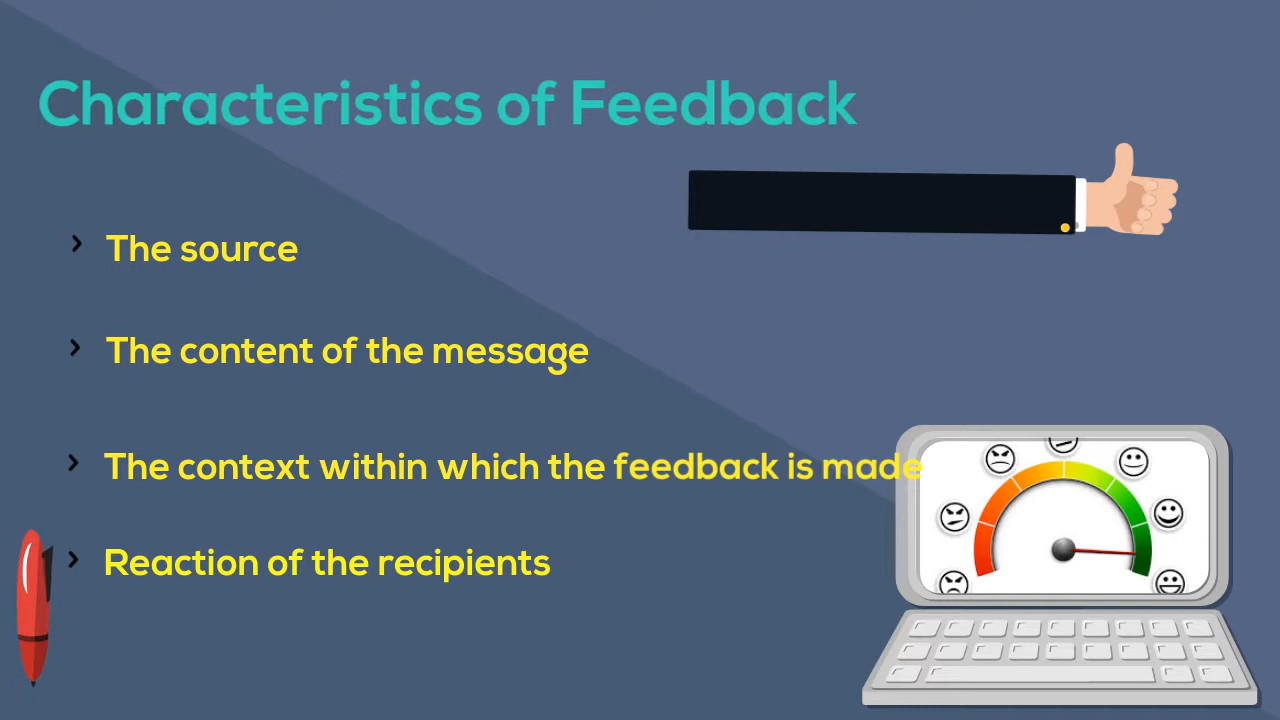 Characteristics of Feedback
The source
The content of the message
The context within which the feedback is made
Reaction of the recipients